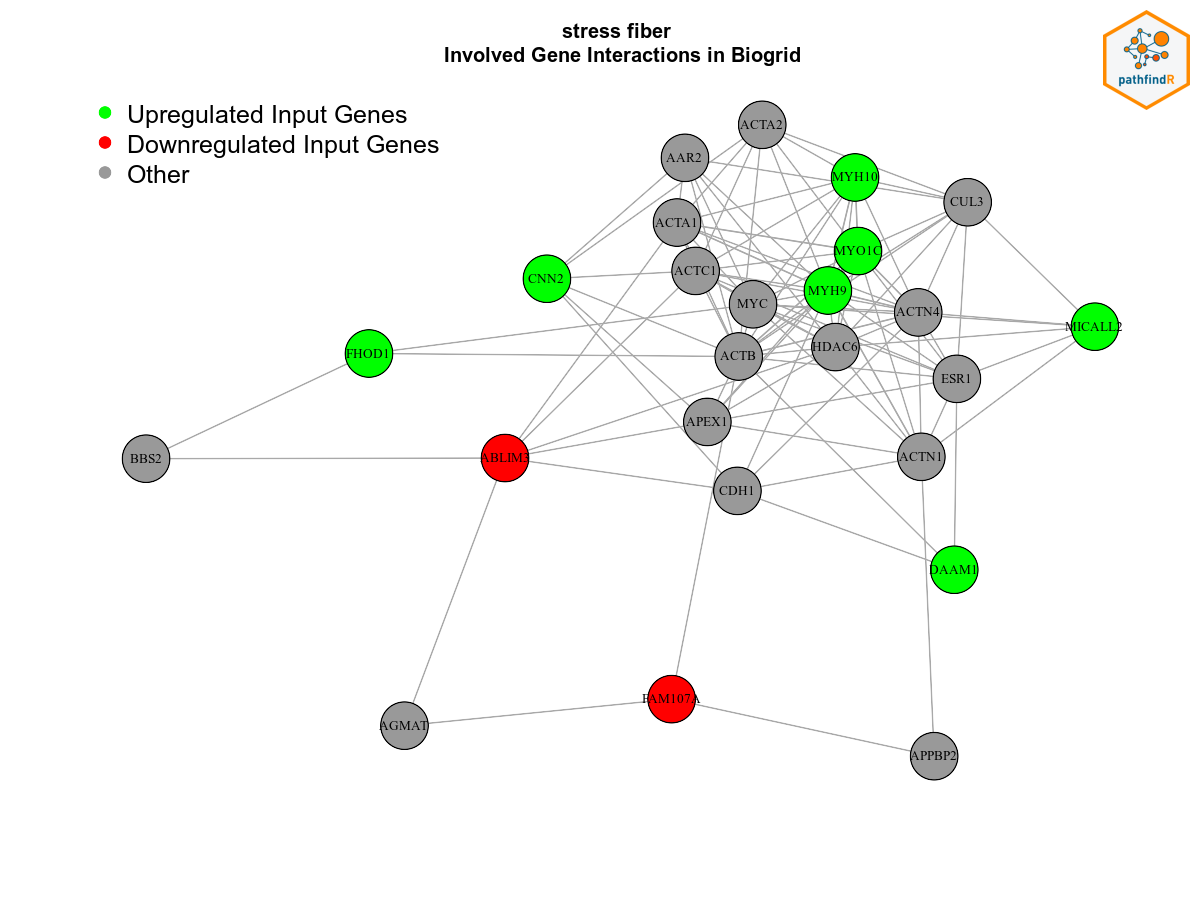 stress fiber
Involved Gene Interactions in Biogrid
pathfindR
Upregulated Input Genes
Downregulated Input Genes
Other
ACTA2
AAR2
MYH10
CUL3
ACTA1
MYO1C
ACTC1
CNN2
MYH9
MYC
ACTN4
MICALL2
HDAC6
FHOD1
ACTB
ESR1
APEX1
BBS2
ABLIM3
ACTN1
CDH1
DAAM1
FAM107A
AGMAT
APPBP2